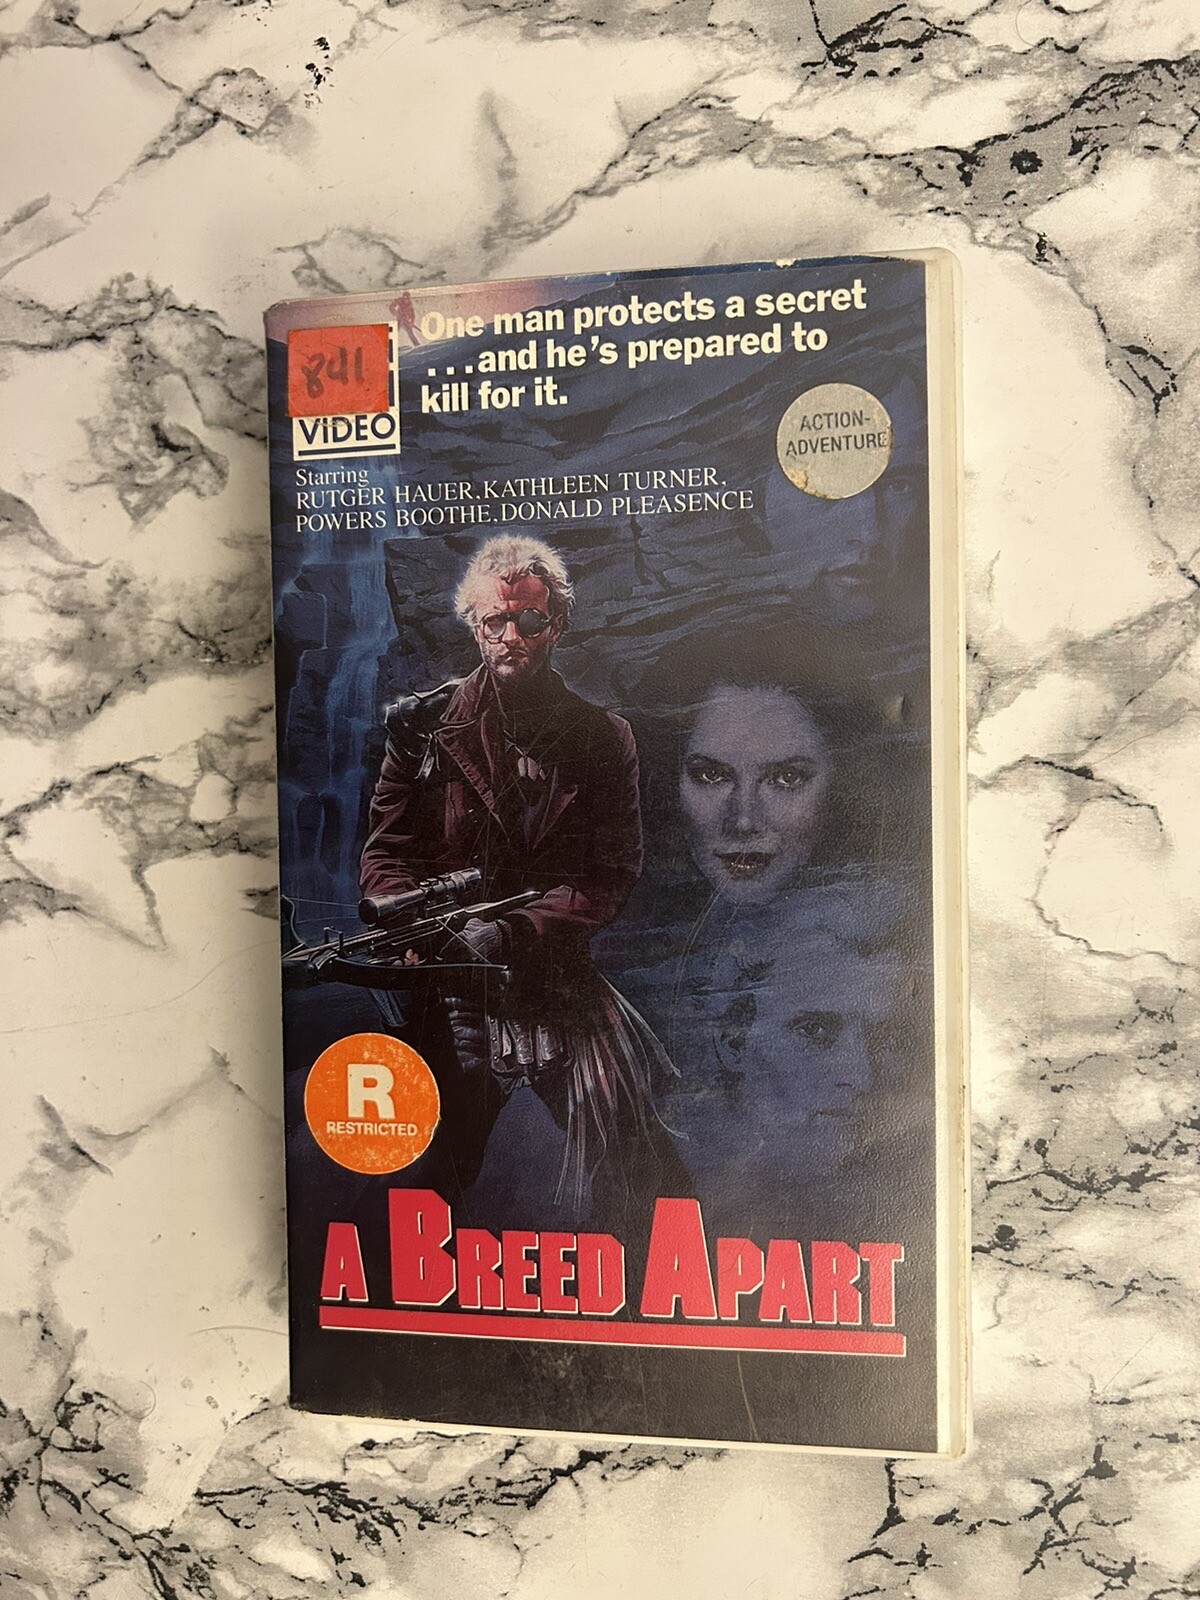 One man protects a secret
...and he's prepared to
kill for it.
841
VIDEO
ACTION-
ADVENTURE
Starring
RUTGER HAUER, KATHLEEN TURNER,
POWERS BOOTHE, DONALD PLEASENCE
R
RESTRICTED
A BREED APART